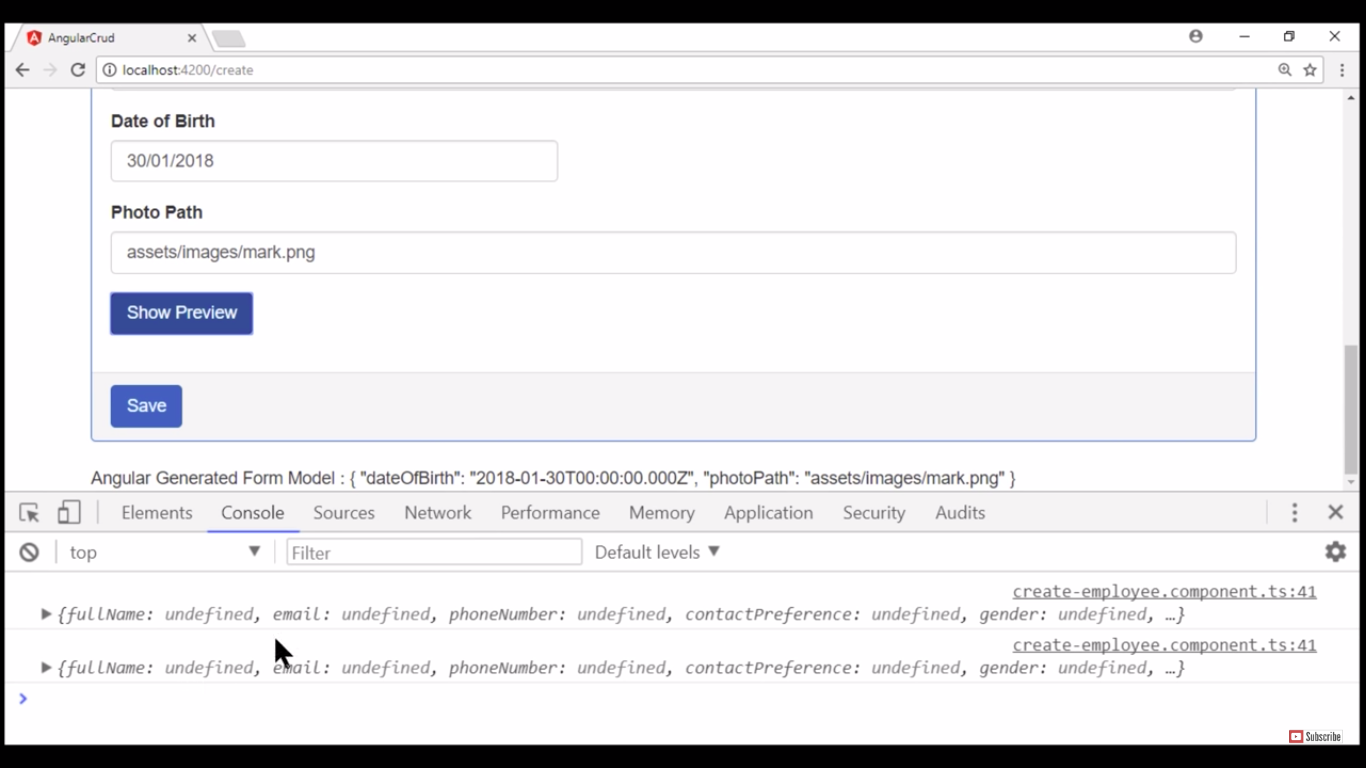 AngularCrud
localhost:4200/create
Date of Birth
30/01/2018
Photo Path
assets/images/mark.png
Show Preview
Save
Angular Generated Form Model : { "dateOfBirth": "2018-01-30T00:00:00.000Z", "photoPath": "assets/images/mark.png" }
Elements Console Sources Network Performance Memory Application Security Audits
top Filter Default levels
create-employee.component.ts:41
{fullName: undefined, email: undefined, phoneNumber: undefined, contactPreference: undefined, gender: undefined, …}
create-employee.component.ts:41
{fullName: undefined, email: undefined, phoneNumber: undefined, contactPreference: undefined, gender: undefined, …}
Subscribe